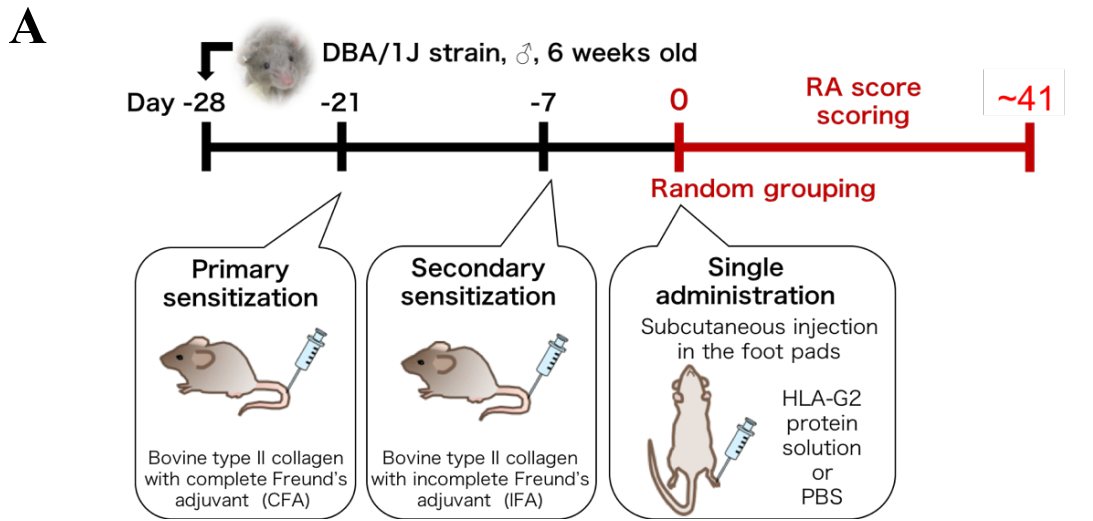 A
DBA/1J strain, ♂, 6 weeks old
Day -28
-21
-7
0
RA score
scoring
~41
Random grouping
Primary
sensitization
Bovine type II collagen
with complete Freund's
adjuvant (CFA)
Secondary
sensitization
Bovine type II collagen
with incomplete Freund's
adjuvant (IFA)
Single
administration
Subcutaneous injection
in the foot pads
HLA-G2
protein
solution
or
PBS